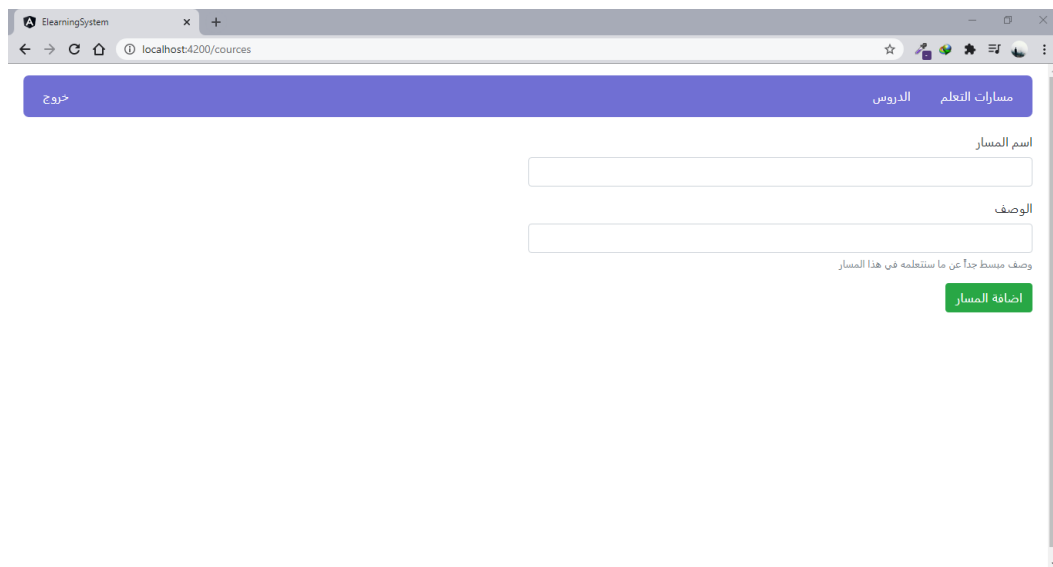 ElearningSystem
localhost:4200/cources
مسارات التعلم الدروس خروج
اسم المسار
الوصف
وصف مبسط جداً عن ما ستتعلمه في هذا المسار
اضافة المسار